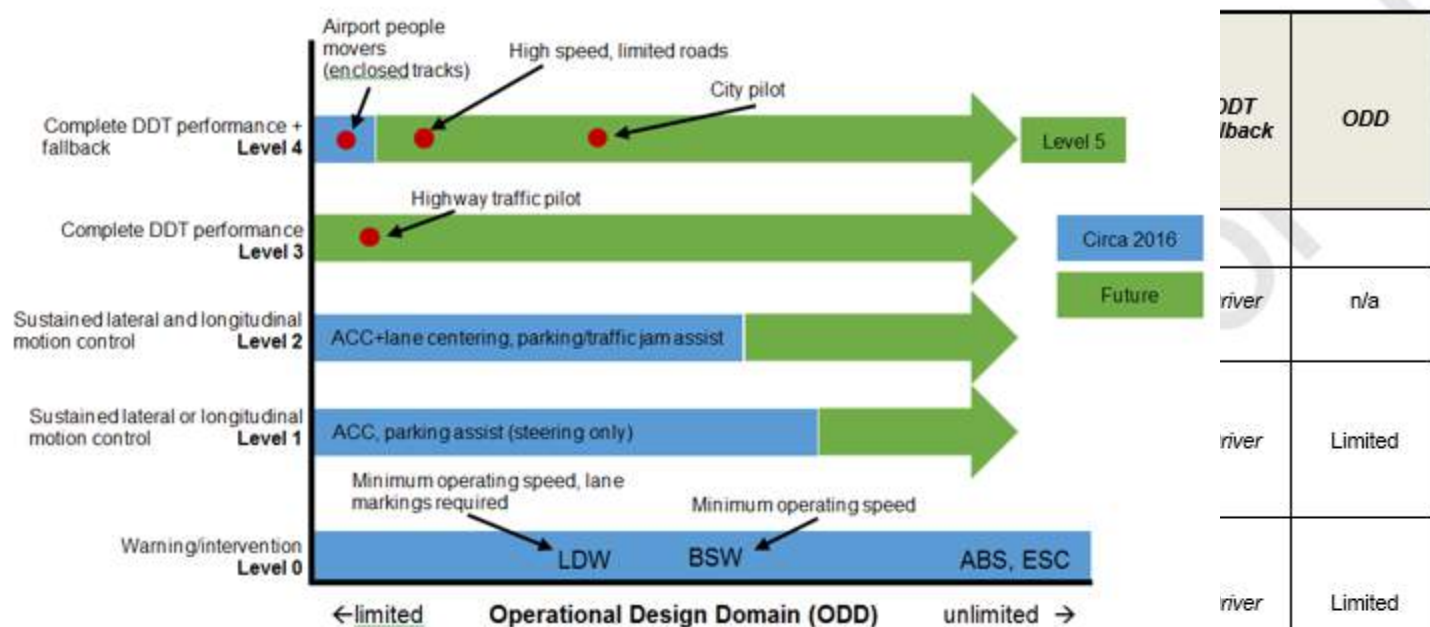 Airport people
movers
(enclosed tracks)
High speed, limited roads
City pilot
Complete DDT performance +
fallback Level 4
Level 5
Highway traffic pilot
Complete DDT performance
Level 3
Circa 2016
Future
Sustained lateral and longitudinal
motion control Level 2
ACC+lane centering, parking/traffic jam assist
Sustained lateral or longitudinal
motion control Level 1
ACC, parking assist (steering only)
Minimum operating speed, lane
markings required
Minimum operating speed
Warning/intervention
Level 0
LDW BSW ABS, ESC
←limited Operational Design Domain (ODD) unlimited →
ODD
n/a
Limited
Limited